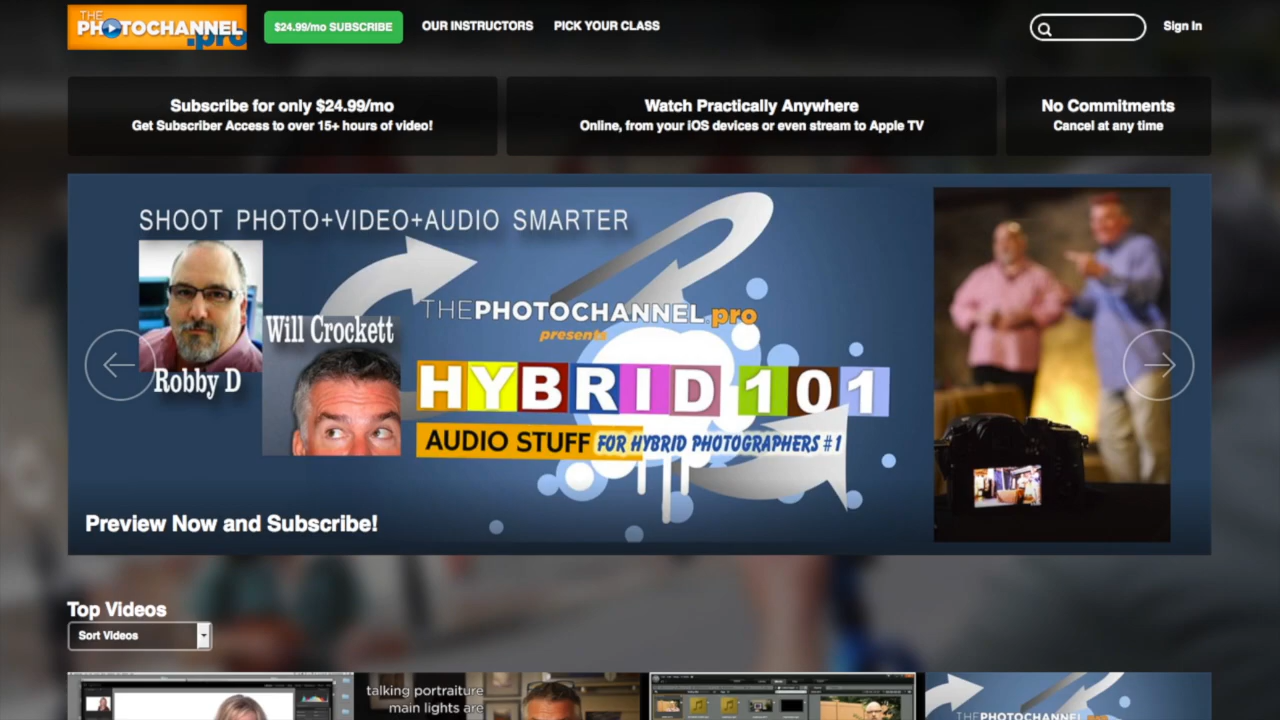 THE
PHOTOCHANNEL
.pro
$24.99/mo SUBSCRIBE
OUR INSTRUCTORS
PICK YOUR CLASS
Sign In
Subscribe for only $24.99/mo
Get Subscriber Access to over 15+ hours of video!
Watch Practically Anywhere
Online, from your iOS devices or even stream to Apple TV
No Commitments
Cancel at any time
SHOOT PHOTO+VIDEO+AUDIO SMARTER
Robby D
Will Crockett
THEPHOTOCHANNEL.pro
presents
HYBRID 101
AUDIO STUFF FOR HYBRID PHOTOGRAPHERS #1
Preview Now and Subscribe!
Top Videos
Sort Videos
talking portraiture
main lights are
THEPHOTOCHANNEL